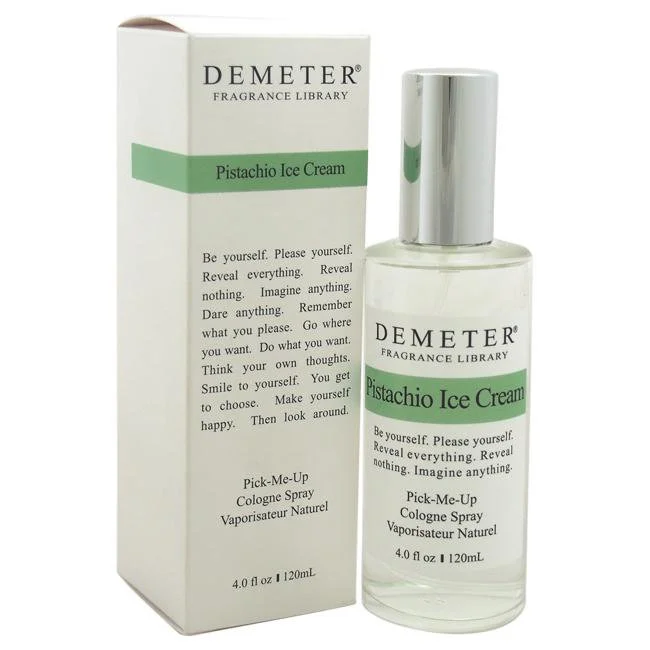 DEMETER®
FRAGRANCE LIBRARY
Pistachio Ice Cream
Be yourself. Please yourself.
Reveal everything. Reveal
nothing. Imagine anything.
Dare anything. Remember
what you please. Go where
you want. Do what you want.
Think your own thoughts.
Smile to yourself. You get
to choose. Make yourself
happy. Then look around.
Pick-Me-Up
Cologne Spray
Vaporisateur Naturel
4.0 fl oz 120mL
DEMETER®
FRAGRANCE LIBRARY
Pistachio Ice Cream
Be yourself. Please yourself.
Reveal everything. Reveal
nothing. Imagine anything.
Pick-Me-Up
Cologne Spray
Vaporisateur Naturel
4.0 fl oz 120mL